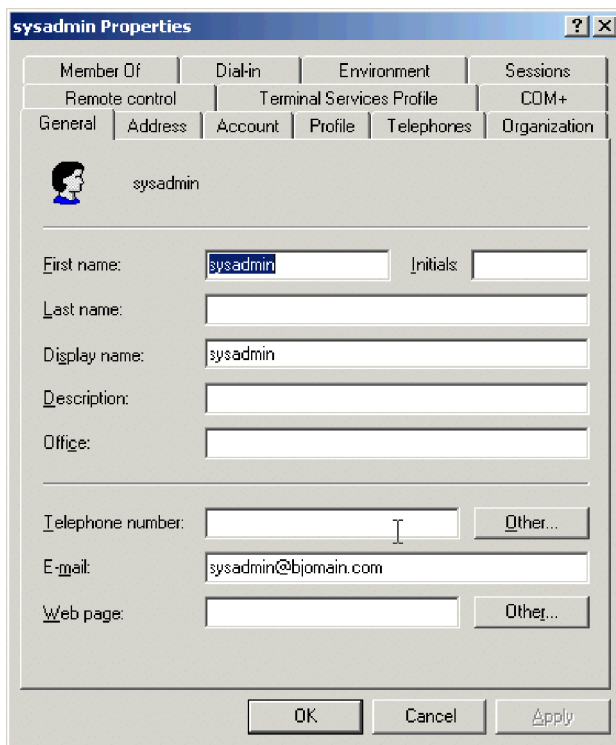 sysadmin Properties
Member Of Dial-in Environment Sessions
Remote control Terminal Services Profile COM+
General Address Account Profile Telephones Organization
sysadmin
First name: sysadmin Initials:
Last name:
Display name: sysadmin
Description:
Office:
Telephone number: Other...
E-mail: sysadmin@bjomain.com
Web page: Other...
OK Cancel Apply